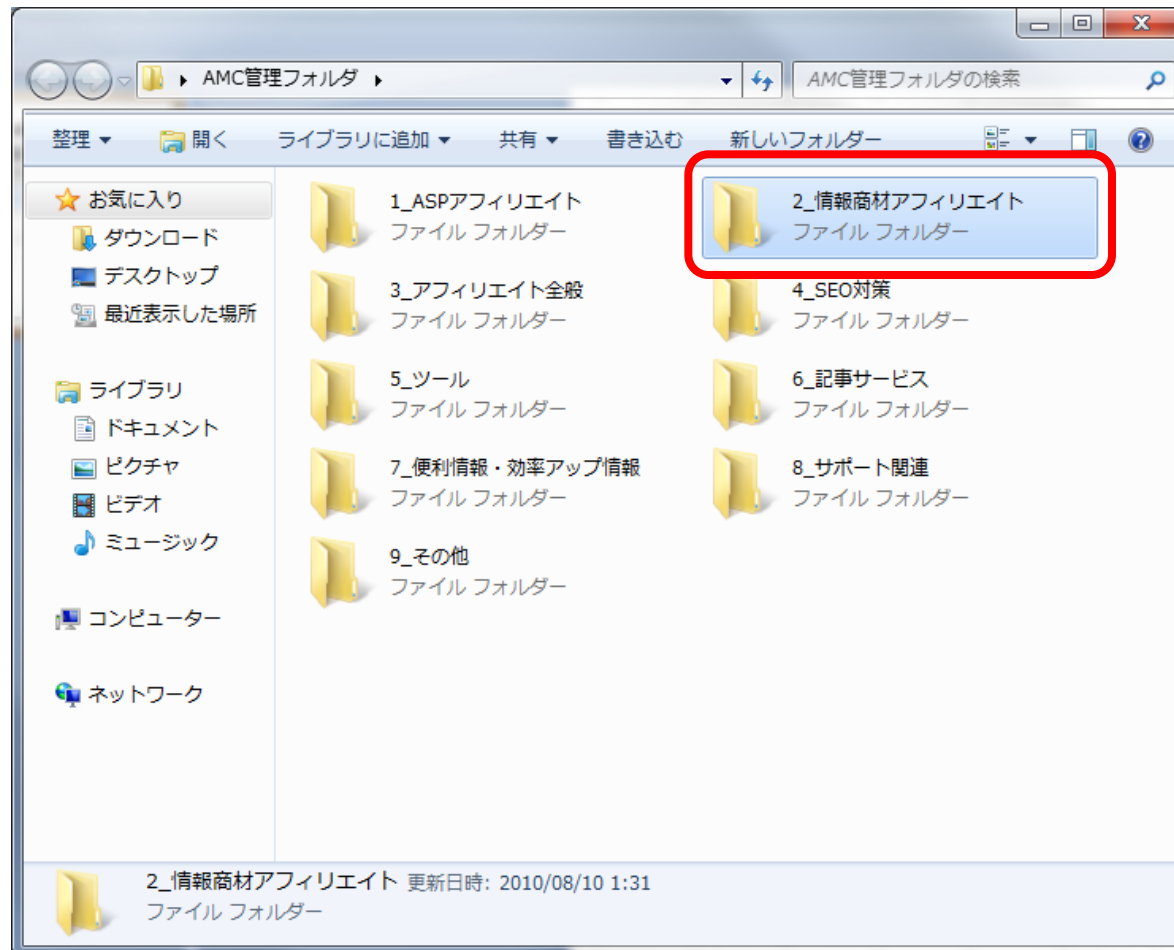 AMC管理フォルダ
AMC管理フォルダの検索
整理 開く ライブラリに追加 共有 書き込む 新しいフォルダー
お気に入り
ダウンロード
デスクトップ
最近表示した場所
ライブラリ
ドキュメント
ピクチャ
ビデオ
ミュージック
コンピューター
ネットワーク
1_ASPアフィリエイト
ファイル フォルダー
2_情報商材アフィリエイト
ファイル フォルダー
3_アフィリエイト全般
ファイル フォルダー
4_SEO対策
ファイル フォルダー
5_ツール
ファイル フォルダー
6_記事サービス
ファイル フォルダー
7_便利情報・効率アップ情報
ファイル フォルダー
8_サポート関連
ファイル フォルダー
9_その他
ファイル フォルダー
2_情報商材アフィリエイト 更新日時: 2010/08/10 1:31
ファイル フォルダー